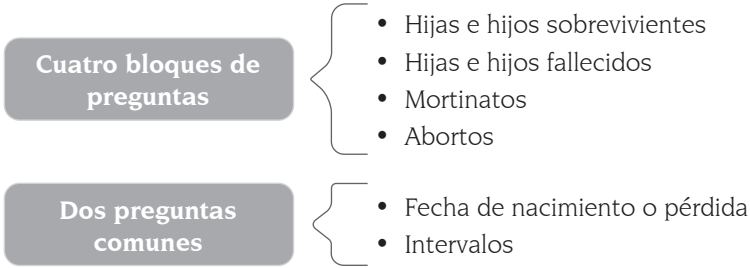 Cuatro bloques de
preguntas
• Hijas e hijos sobrevivientes
• Hijas e hijos fallecidos
• Mortinatos
• Abortos
Dos preguntas
comunes
• Fecha de nacimiento o pérdida
• Intervalos